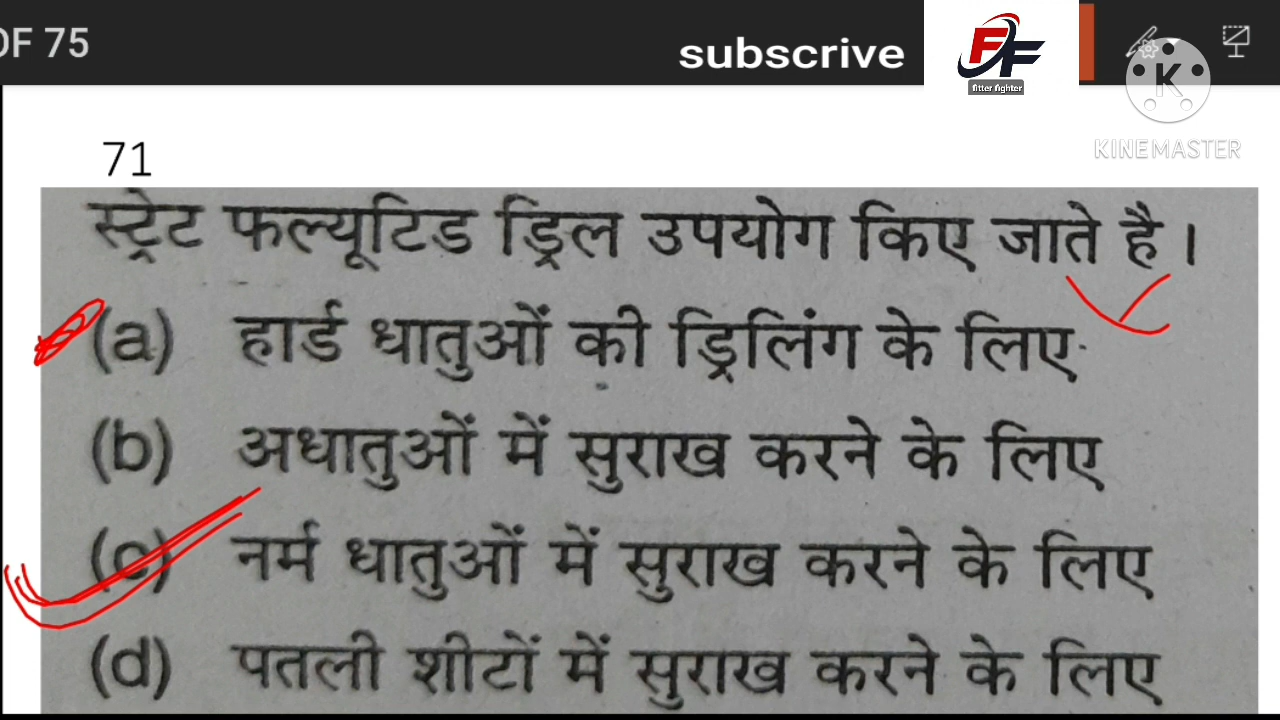 OF 75
subscrive
fitter fighter
K
KINEMASTER
71
स्ट्रेट फल्यूटिड ड्रिल उपयोग किए जाते है।
(a) हार्ड धातुओं की ड्रिलिंग के लिए
(b) अधातुओं में सुराख करने के लिए
(c) नर्म धातुओं में सुराख करने के लिए
(d) पतली शीटों में सुराख करने के लिए